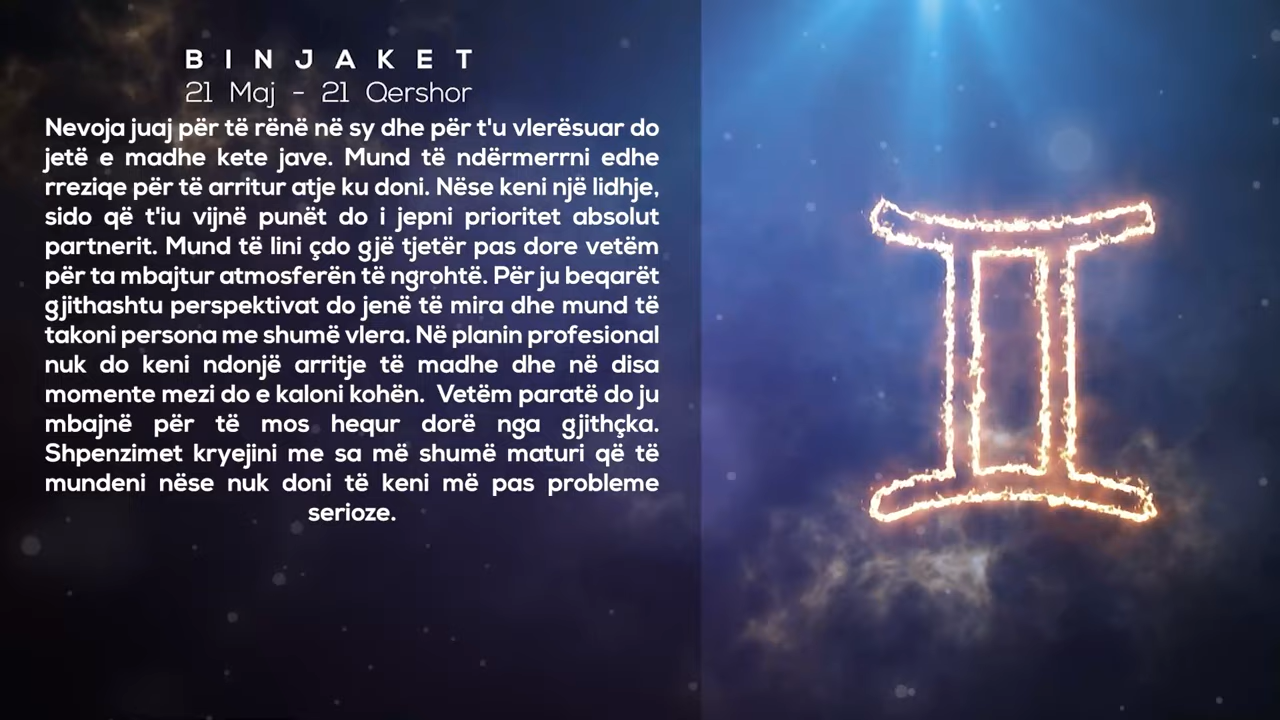 BINJAKET
21 Maj - 21 Qershor
Nevoja juaj për të rënë në sy dhe për t'u vlerësuar do
jetë e madhe kete jave. Mund të ndërmerrni edhe
rreziqe për të arritur atje ku doni. Nëse keni një lidhje,
sido që t'iu vijnë punët do i jepni prioritet absolut
partnerit. Mund të lini çdo gjë tjetër pas dore vetëm
për ta mbajtur atmosferën të ngrohtë. Për ju beqarët
gjithashtu perspektivat do jenë të mira dhe mund të
takoni persona me shumë vlera. Në planin profesional
nuk do keni ndonjë arritje të madhe dhe në disa
momente mezi do e kaloni kohën. Vetëm paratë do ju
mbajnë për të mos hequr dorë nga gjithçka.
Shpenzimet kryejini me sa më shumë maturi që të
mundeni nëse nuk doni të keni më pas probleme
serioze.